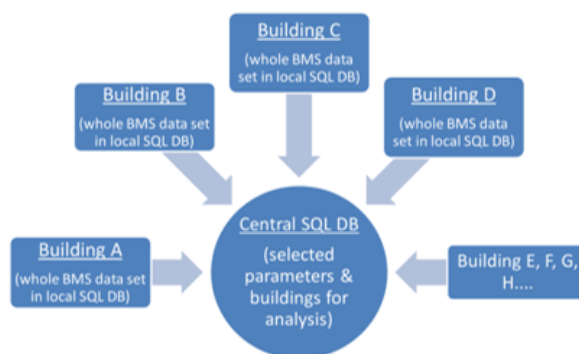 Building C
(whole BMS data
set in local SQL DB)
Building B
(whole BMS data set
in local SQL DB)
Building D
(whole BMS data
set in local SQL DB)
Building A
(whole BMS data set
in local SQL DB)
Central SQL DB
(selected
parameters &
buildings for
analysis)
Building E, F, G,
H....